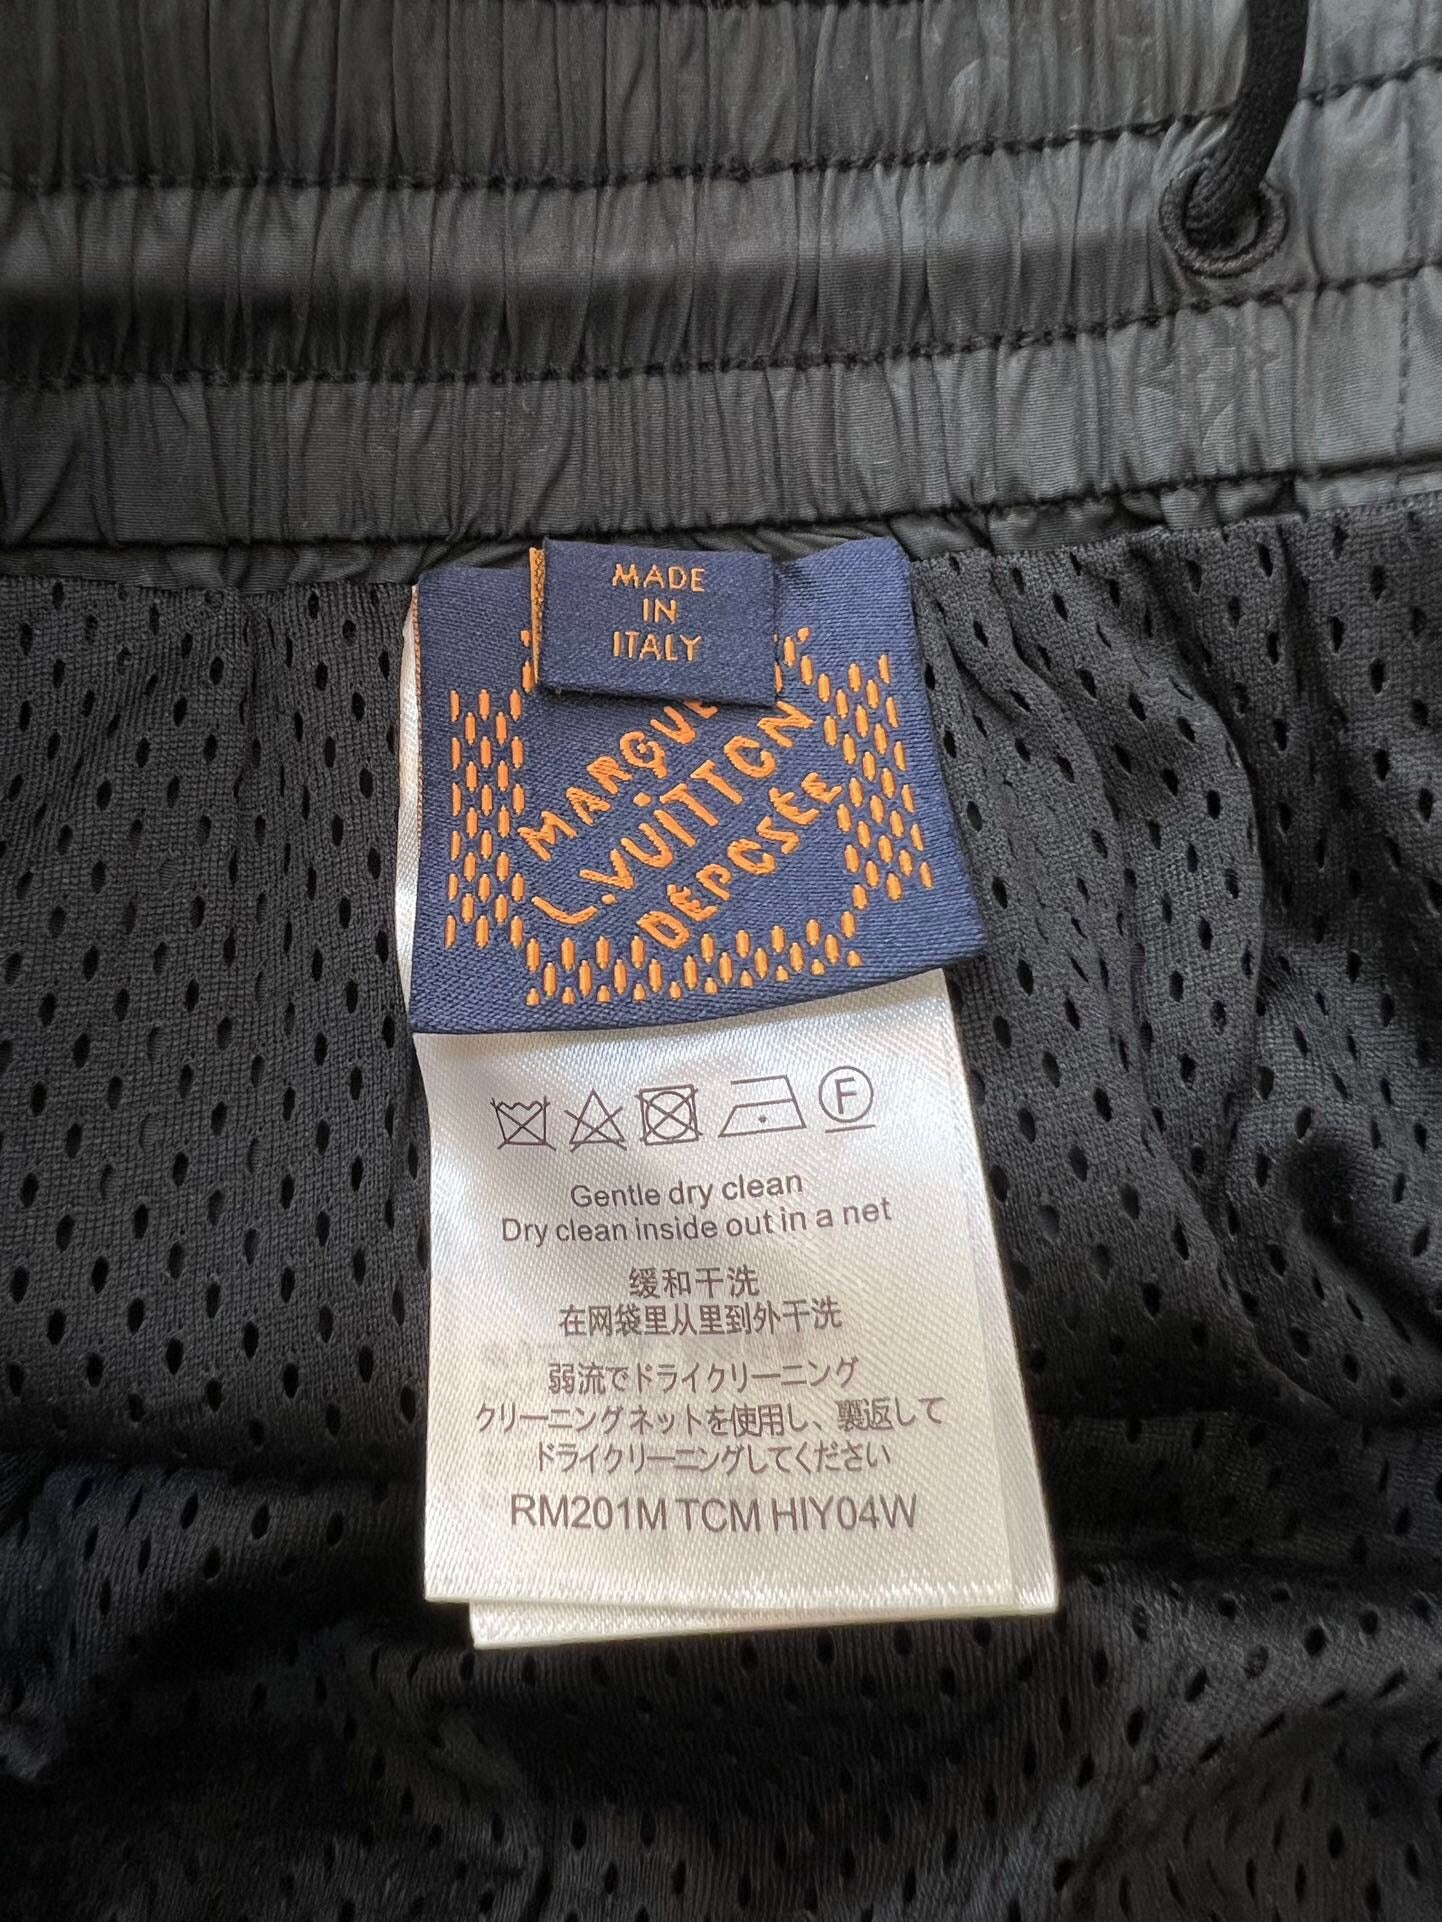 MADE
IN
ITALY
MARQUE
L.VUiTTON
DEPOSÉE
F
Gentle dry clean
Dry clean inside out in a net
缓和干洗
在网袋里从里到外干洗
弱流でドライクリーニング
クリーニングネットを使用し、裏返して
ドライクリーニングしてください
RM201M TCM HIY04W